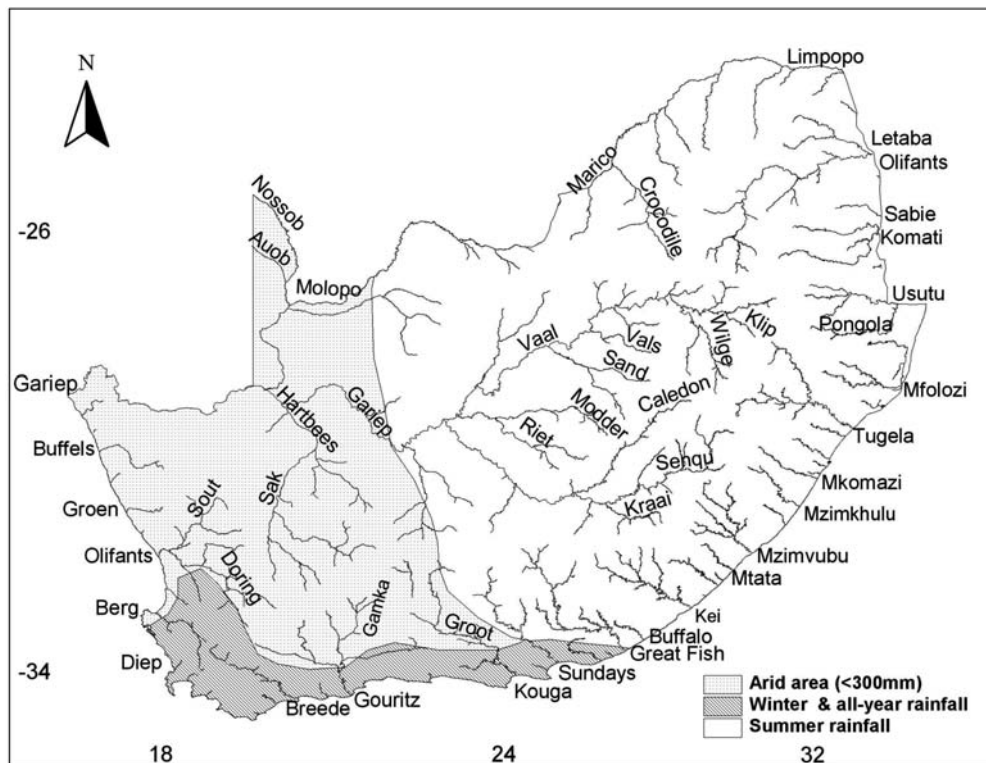 Limpopo
N
Letaba
Olifants
Marico
Crocodile
Nossob
Sabie
-26
Komati
Auob
Molopo
Usutu
Pongola
Klip
Wilge
Vaal
Vals
Sand
Gariep
Mfolozi
Hartbees
Gariep
Caledon
Modder
Riet
Tugela
Buffels
Senqu
Sak
Mkomazi
Sout
Kraai
Groen
Mzimkhulu
Olifants
Mzimvubu
Doring
Mtata
Gamka
Berg
Kei
Groot
Buffalo
Great Fish
Diep
-34
Sundays
Kouga
Gouritz
Breede
Arid area (<300mm)
Winter & all-year rainfall
Summer rainfall
18
24
32